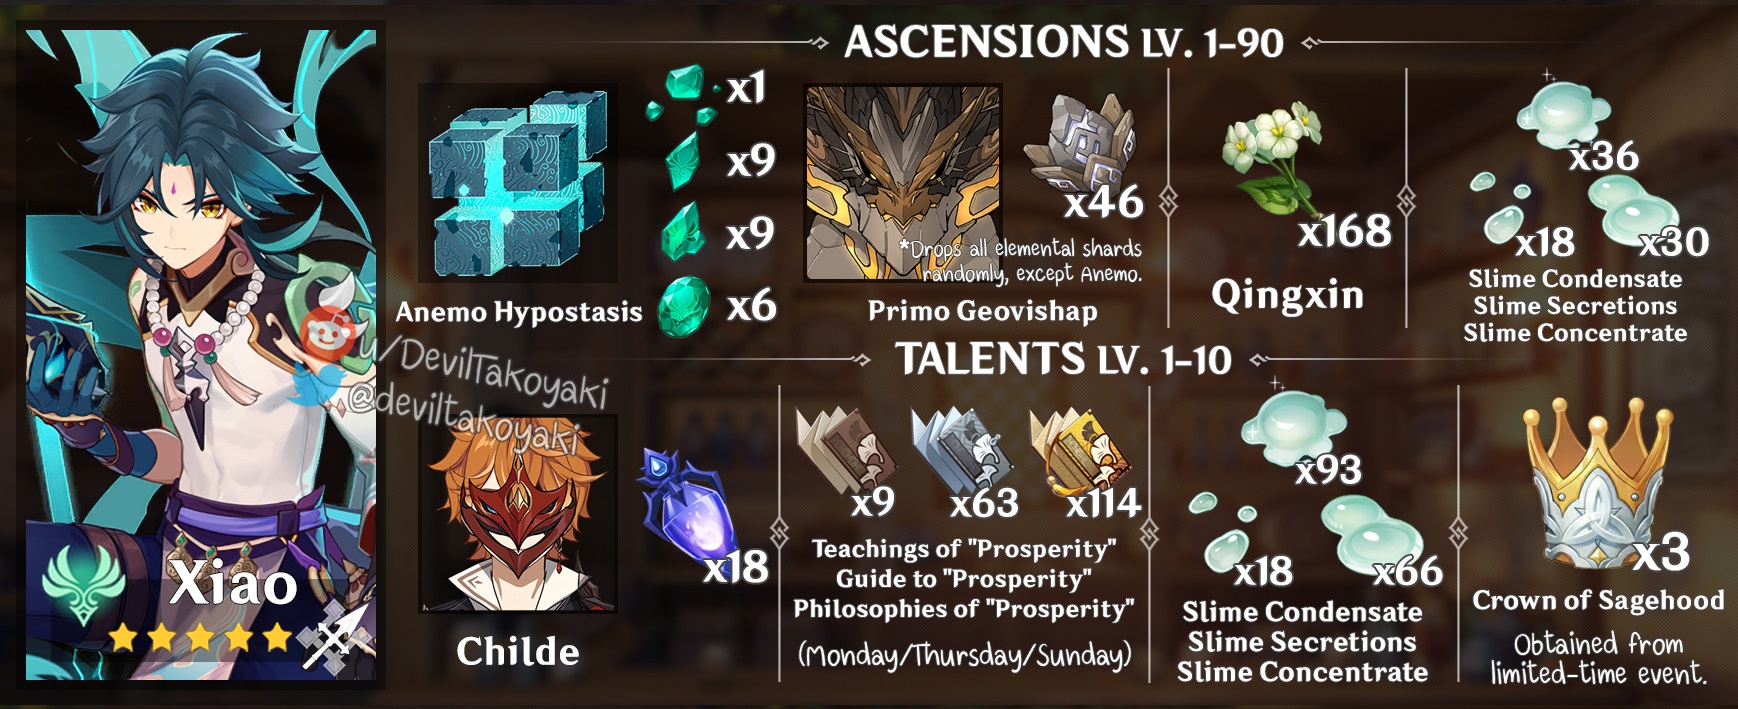 ASCENSIONS LV. 1-90
x1
x9
x9
x6
Anemo Hypostasis
x46
*Drops all elemental shards
randomly, except Anemo.
Primo Geovishap
x168
Qingxin
x36
x18
x30
Slime Condensate
Slime Secretions
Slime Concentrate
u/DevilTakoyaki
@deviltakoyaki
TALENTS LV. 1-10
x18
Childe
x9
x63
x114
Teachings of "Prosperity"
Guide to "Prosperity"
Philosophies of "Prosperity"
(Monday/Thursday/Sunday)
x93
x18
x66
Slime Condensate
Slime Secretions
Slime Concentrate
x3
Crown of Sagehood
Obtained from
limited-time event.
Xiao